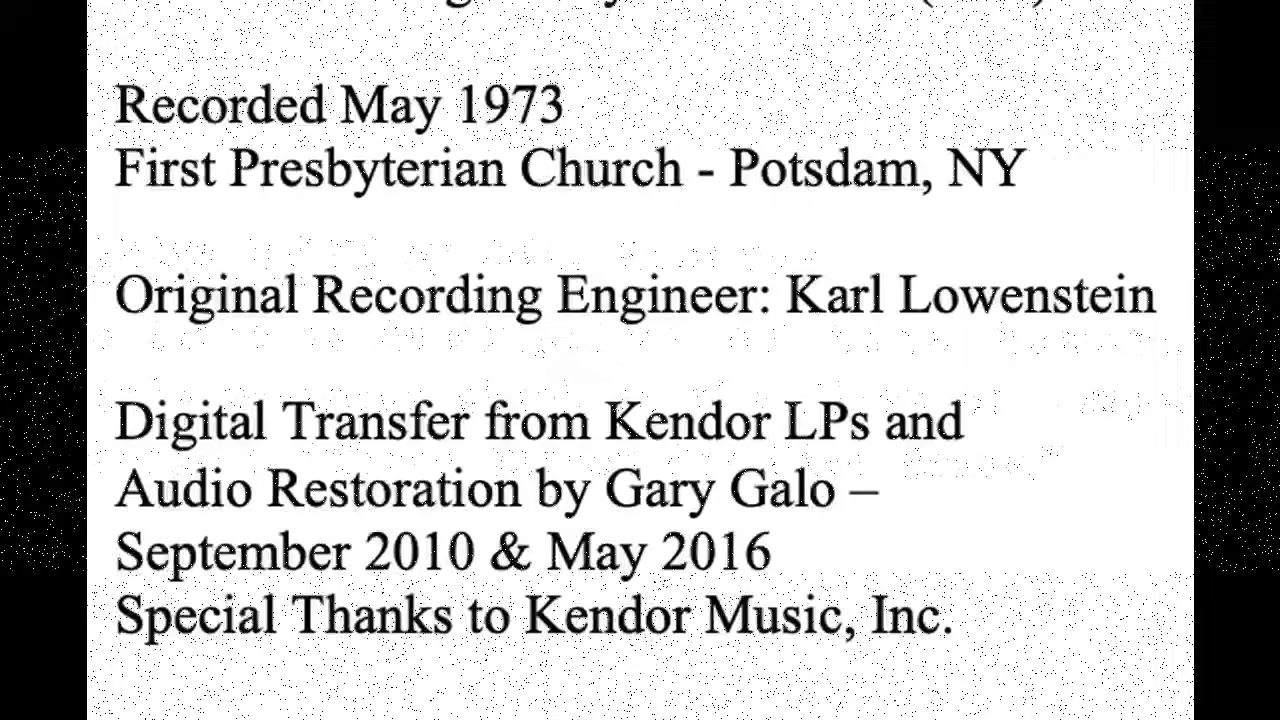 Recorded May 1973
First Presbyterian Church - Potsdam, NY
Original Recording Engineer: Karl Lowenstein
Digital Transfer from Kendor LPs and
Audio Restoration by Gary Galo –
September 2010 & May 2016
Special Thanks to Kendor Music, Inc.